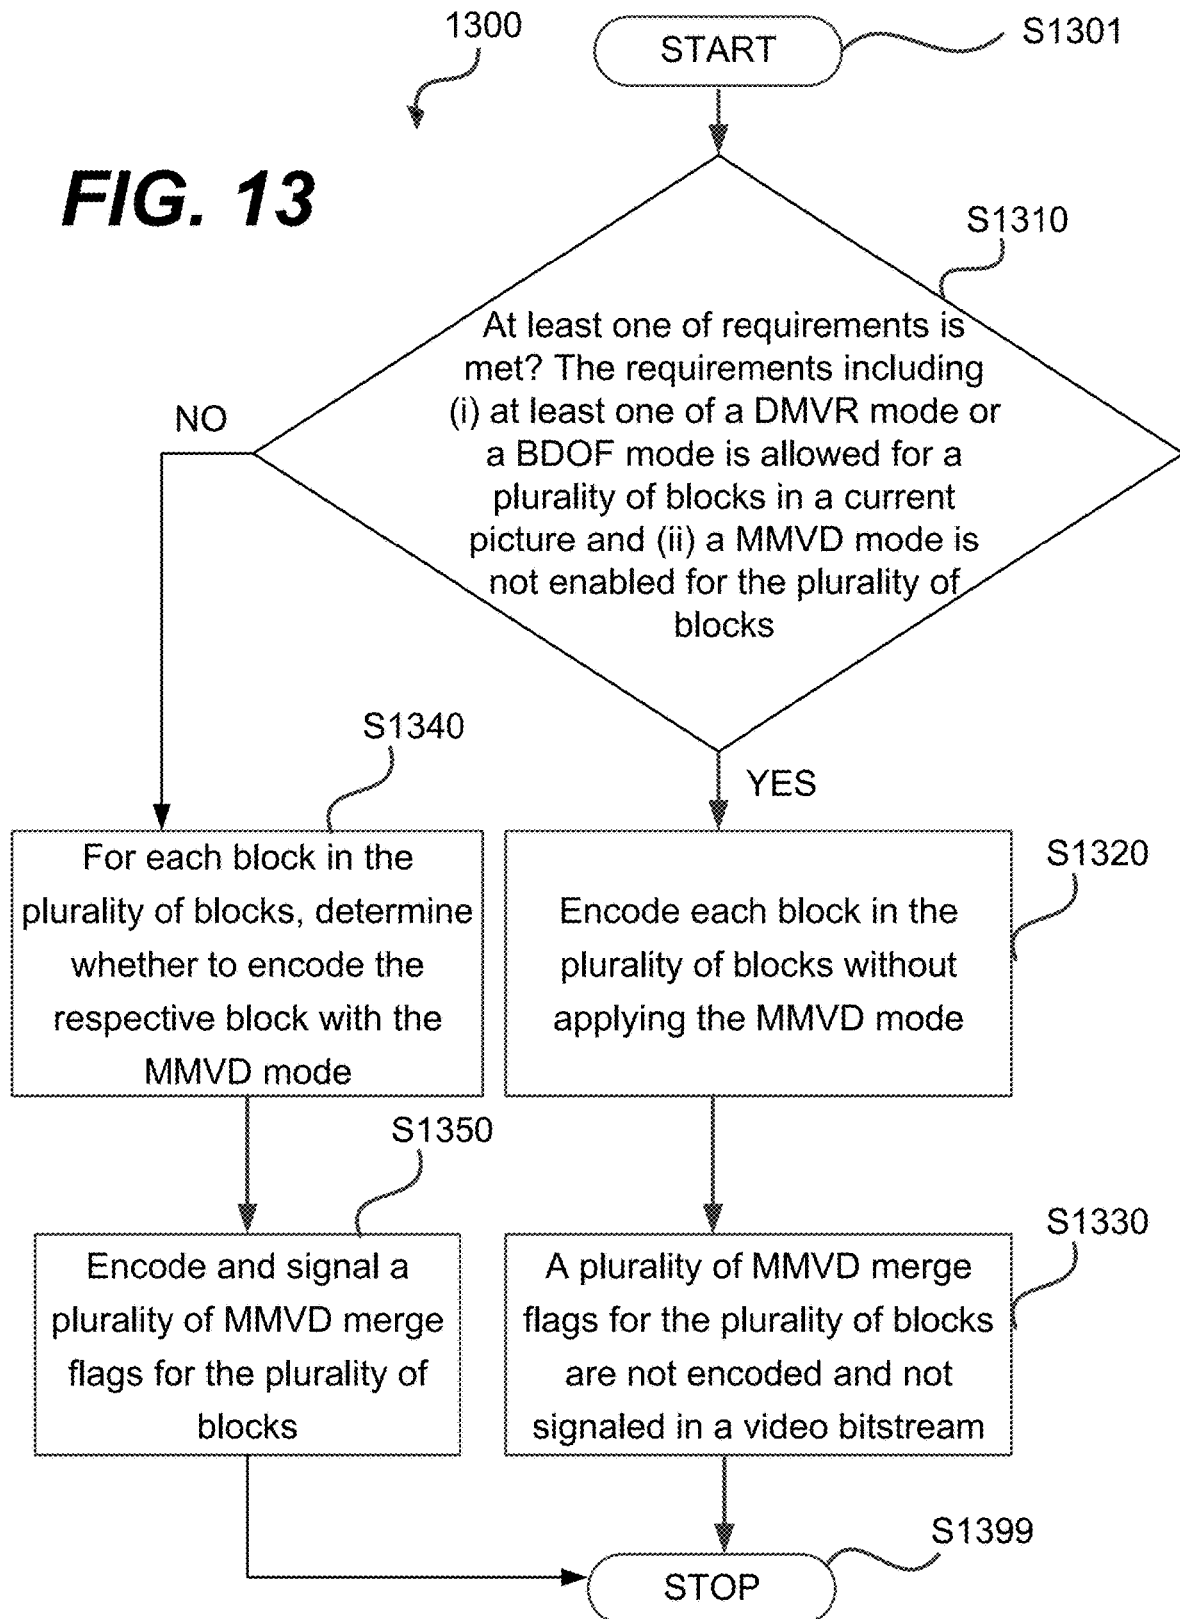 1300
START
S1301
FIG. 13
S1310
At least one of requirements is
met? The requirements including
(i) at least one of a DMVR mode or
a BDOF mode is allowed for a
plurality of blocks in a current
picture and (ii) a MMVD mode is
not enabled for the plurality of
blocks
NO
YES
S1340
For each block in the
plurality of blocks, determine
whether to encode the
respective block with the
MMVD mode
S1320
Encode each block in the
plurality of blocks without
applying the MMVD mode
S1350
Encode and signal a
plurality of MMVD merge
flags for the plurality of
blocks
S1330
A plurality of MMVD merge
flags for the plurality of blocks
are not encoded and not
signaled in a video bitstream
S1399
STOP